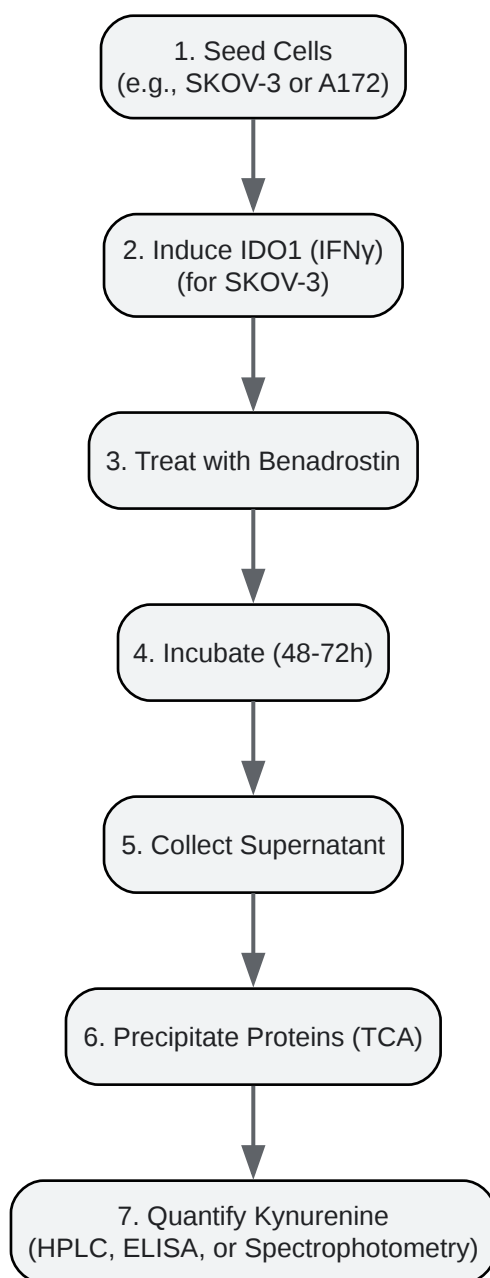 1. Seed Cells
(e.g., SKOV-3 or A172)
2. Induce IDO1 (IFNγ)
(for SKOV-3)
3. Treat with Benadrostin
4. Incubate (48-72h)
5. Collect Supernatant
6. Precipitate Proteins (TCA)
7. Quantify Kynurenine
(HPLC, ELISA, or Spectrophotometry)